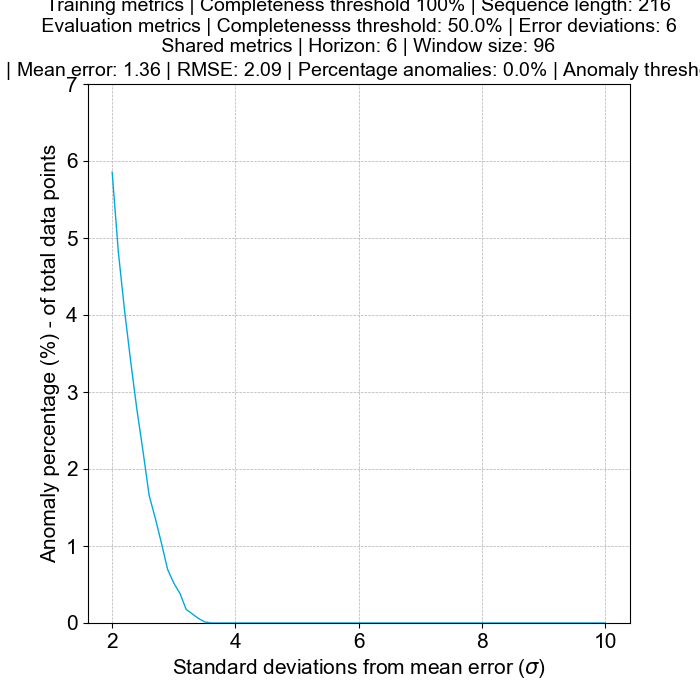 Training metrics | Completeness threshold 100% | Sequence length: 216
Evaluation metrics | Completenesss threshold: 50.0% | Error deviations: 6
Shared metrics | Horizon: 6 | Window size: 96
| Mean error: 1.36 | RMSE: 2.09 | Percentage anomalies: 0.0% | Anomaly
7
6
5
4
3
2
1
0
Anomaly percentage (%) - of total data points
2 4 6 8 10
Standard deviations from mean error (σ)